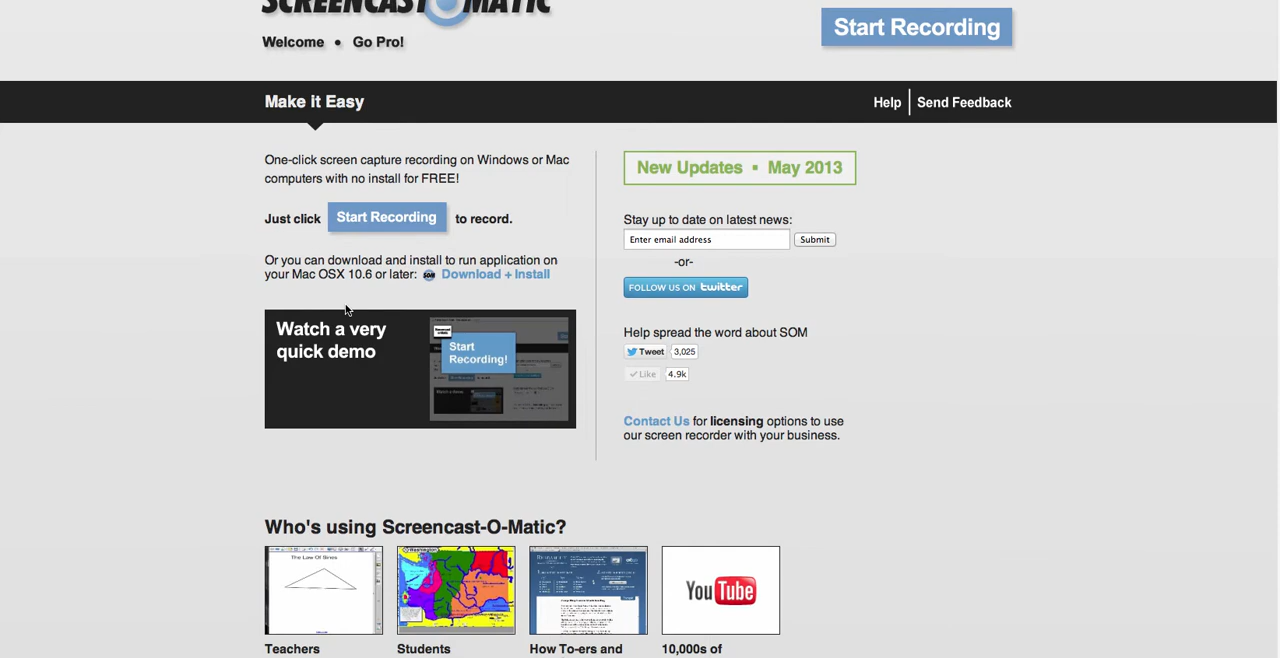 SCREENCAST-O-MATIC
Welcome • Go Pro!
Start Recording
Make it Easy
Help
Send Feedback
One-click screen capture recording on Windows or Mac
computers with no install for FREE!
Just click Start Recording to record.
Or you can download and install to run application on
your Mac OSX 10.6 or later: SOM Download + Install
Watch a very
quick demo
Start
Recording!
New Updates ▪ May 2013
Stay up to date on latest news:
Enter email address Submit
-or-
FOLLOW US ON twitter
Help spread the word about SOM
Tweet 3,025
Like 4.9k
Contact Us for licensing options to use
our screen recorder with your business.
Who's using Screencast-O-Matic?
The Law Of Sines
Washington
YouTube
Teachers
Students
How To-ers and
10,000s of